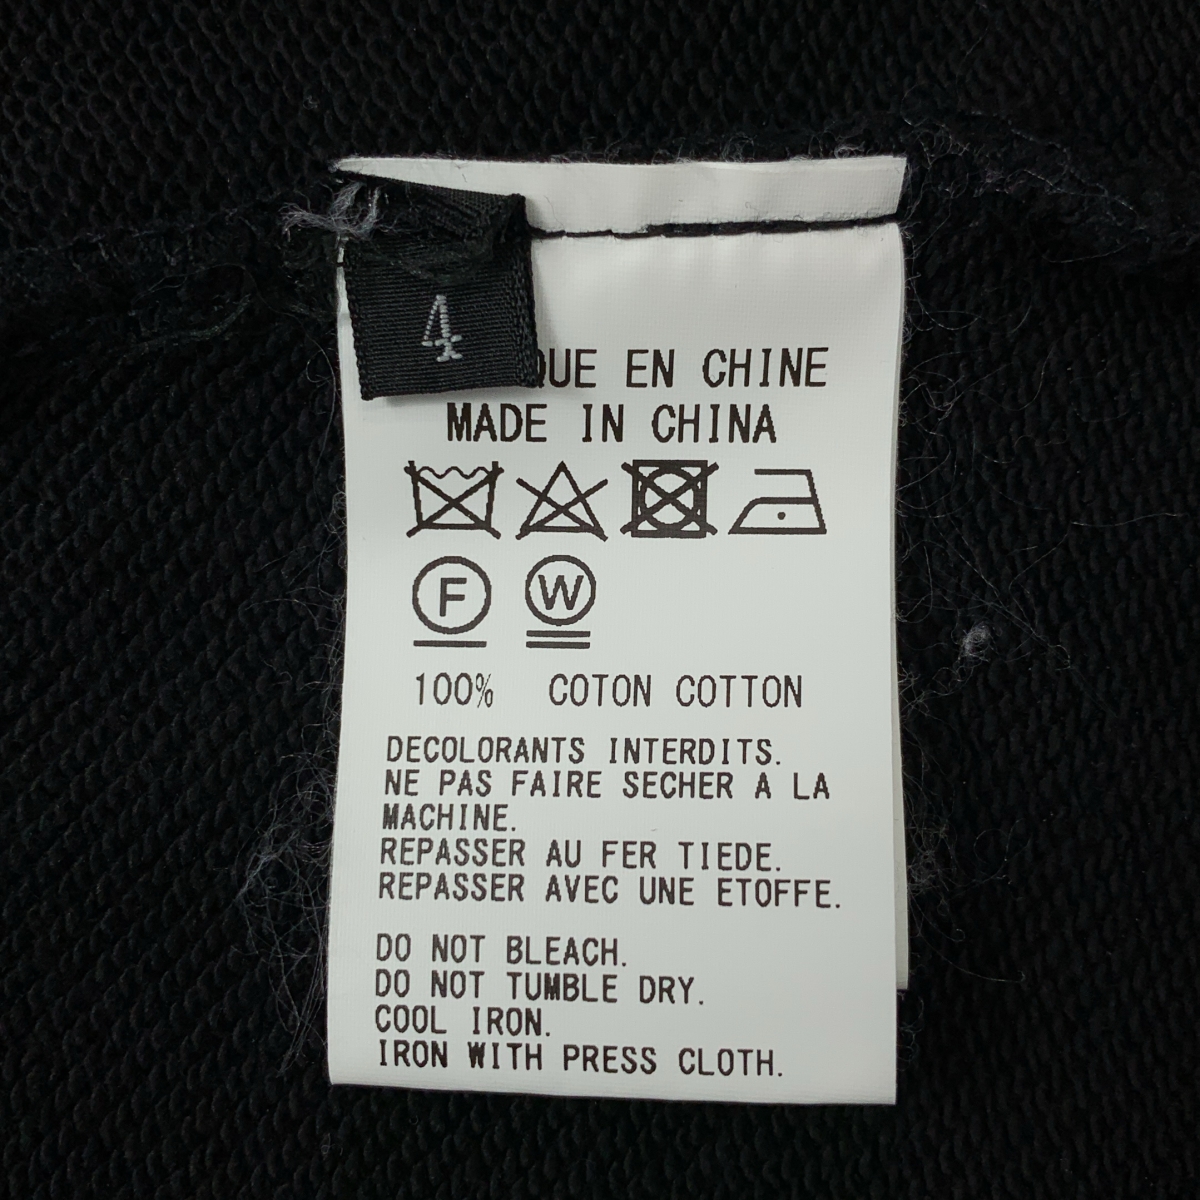 4
EN CHINE
MADE IN CHINA
F W
100% COTON COTTON
DECOLORANTS INTERDITS.
NE PAS FAIRE SECHER A LA
MACHINE.
REPASSER AU FER TIEDE.
REPASSER AVEC UNE ETOFFE.
DO NOT BLEACH.
DO NOT TUMBLE DRY.
COOL IRON.
IRON WITH PRESS CLOTH.